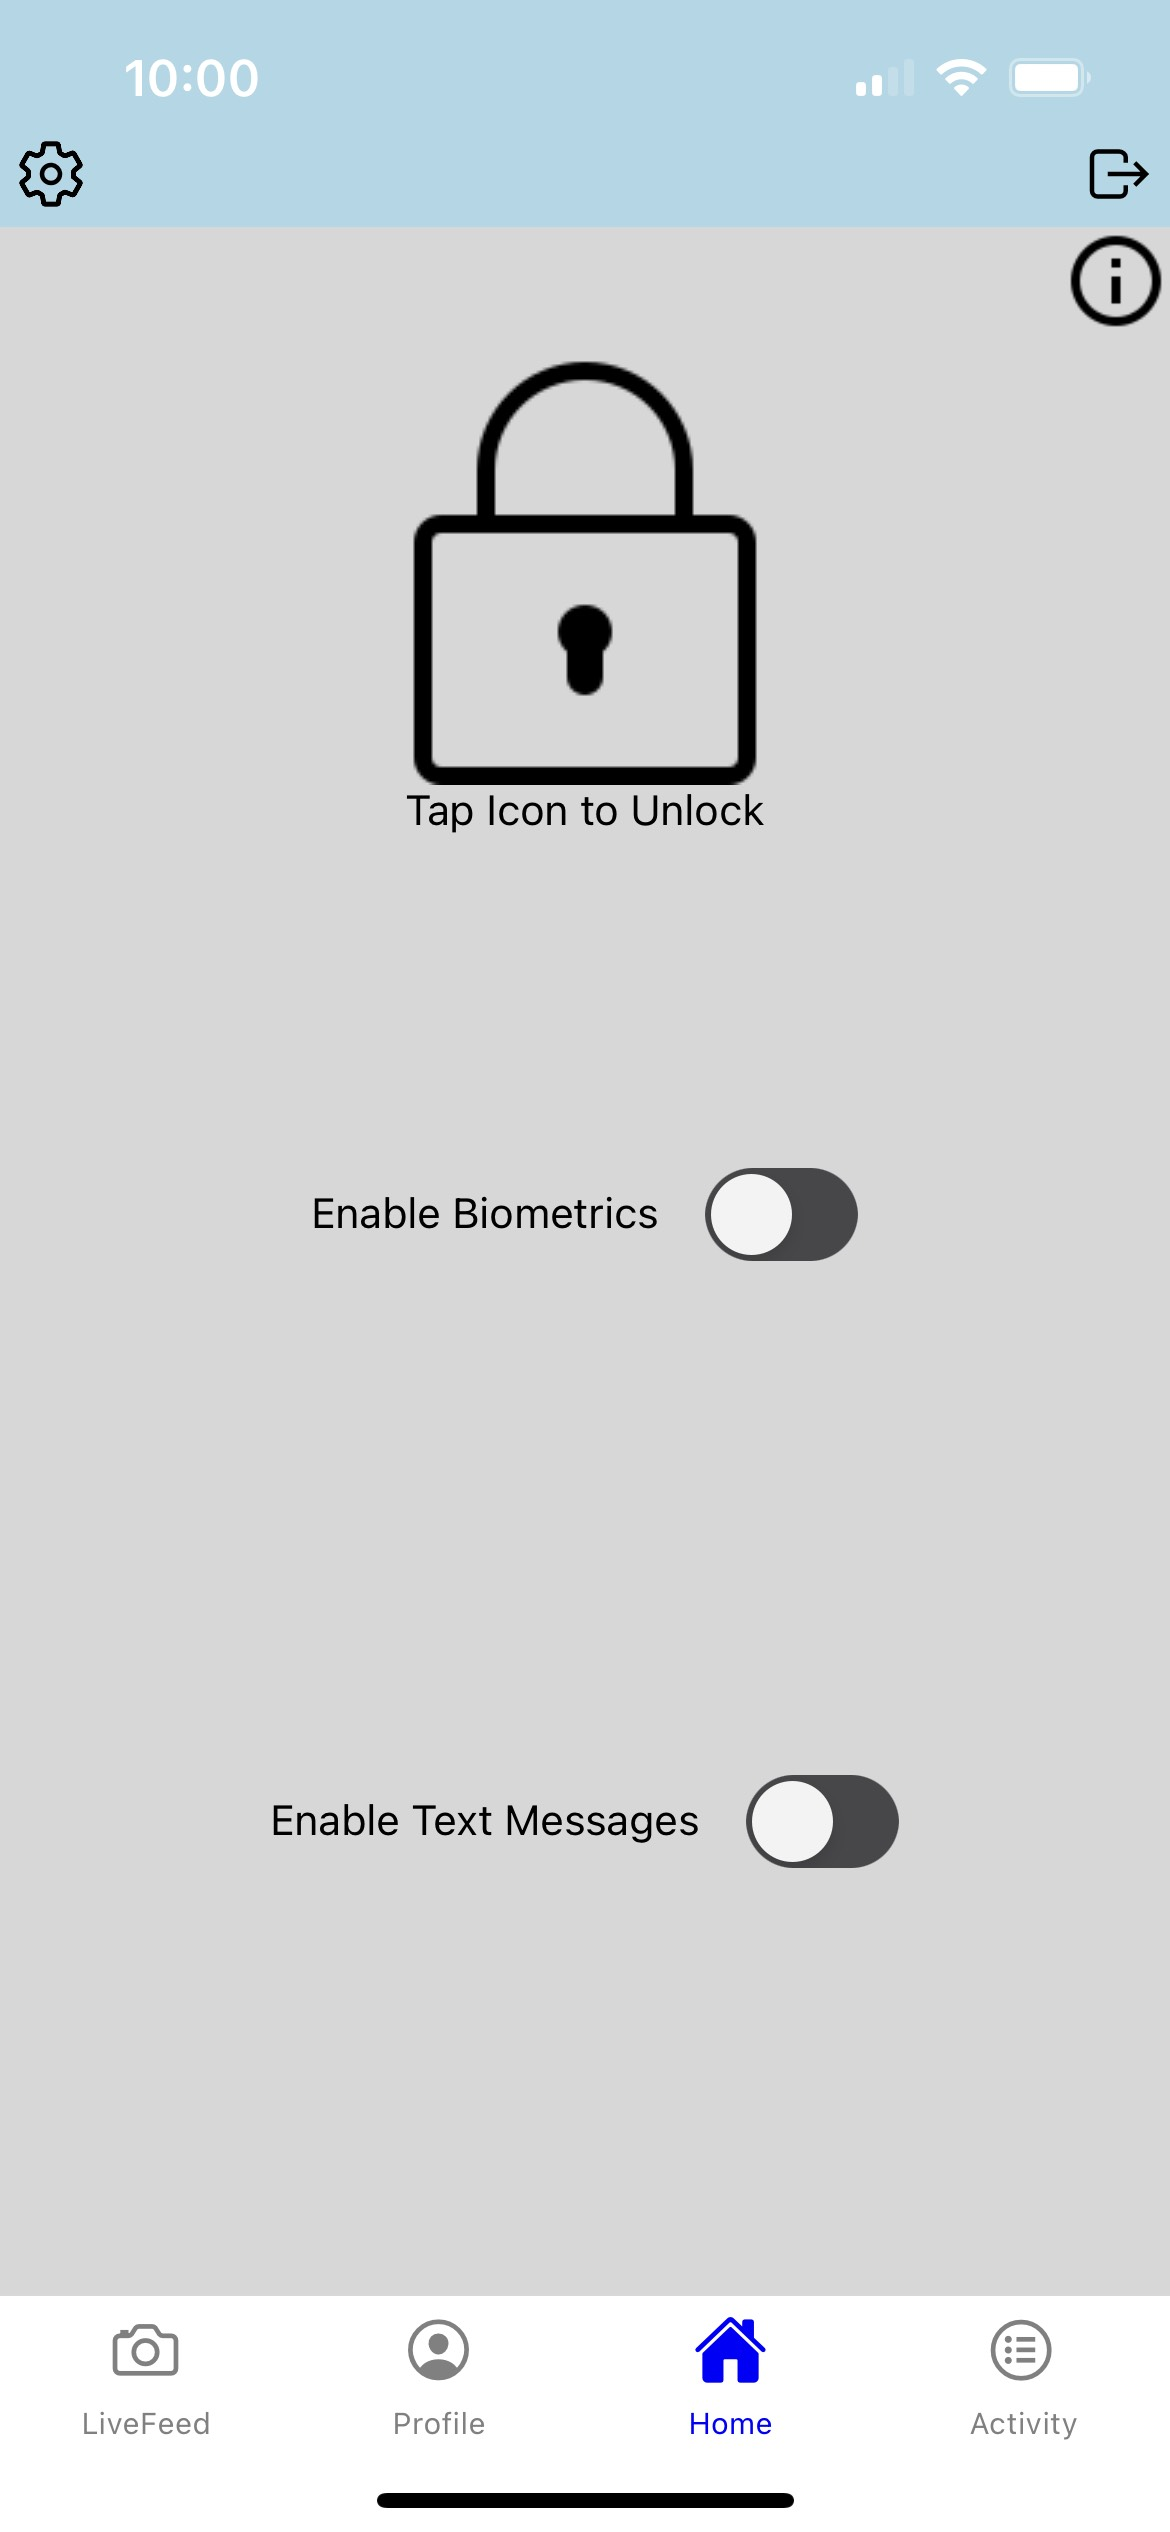 10:00
Tap Icon to Unlock
Enable Biometrics
Enable Text Messages
LiveFeed
Profile
Home
Activity